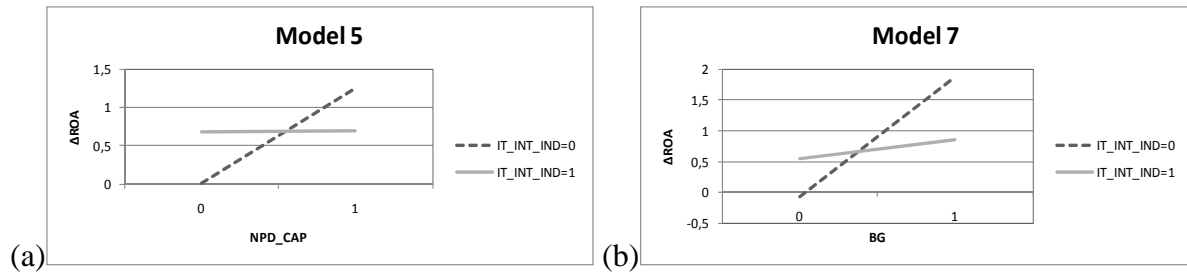 Model 5
1,5
1
0,5
0
ΔROA
0 1
NPD_CAP
IT_INT_IND=0
IT_INT_IND=1
(a)
Model 7
2
1,5
1
0,5
0
-0,5
ΔROA
0 1
BG
IT_INT_IND=0
IT_INT_IND=1
(b)